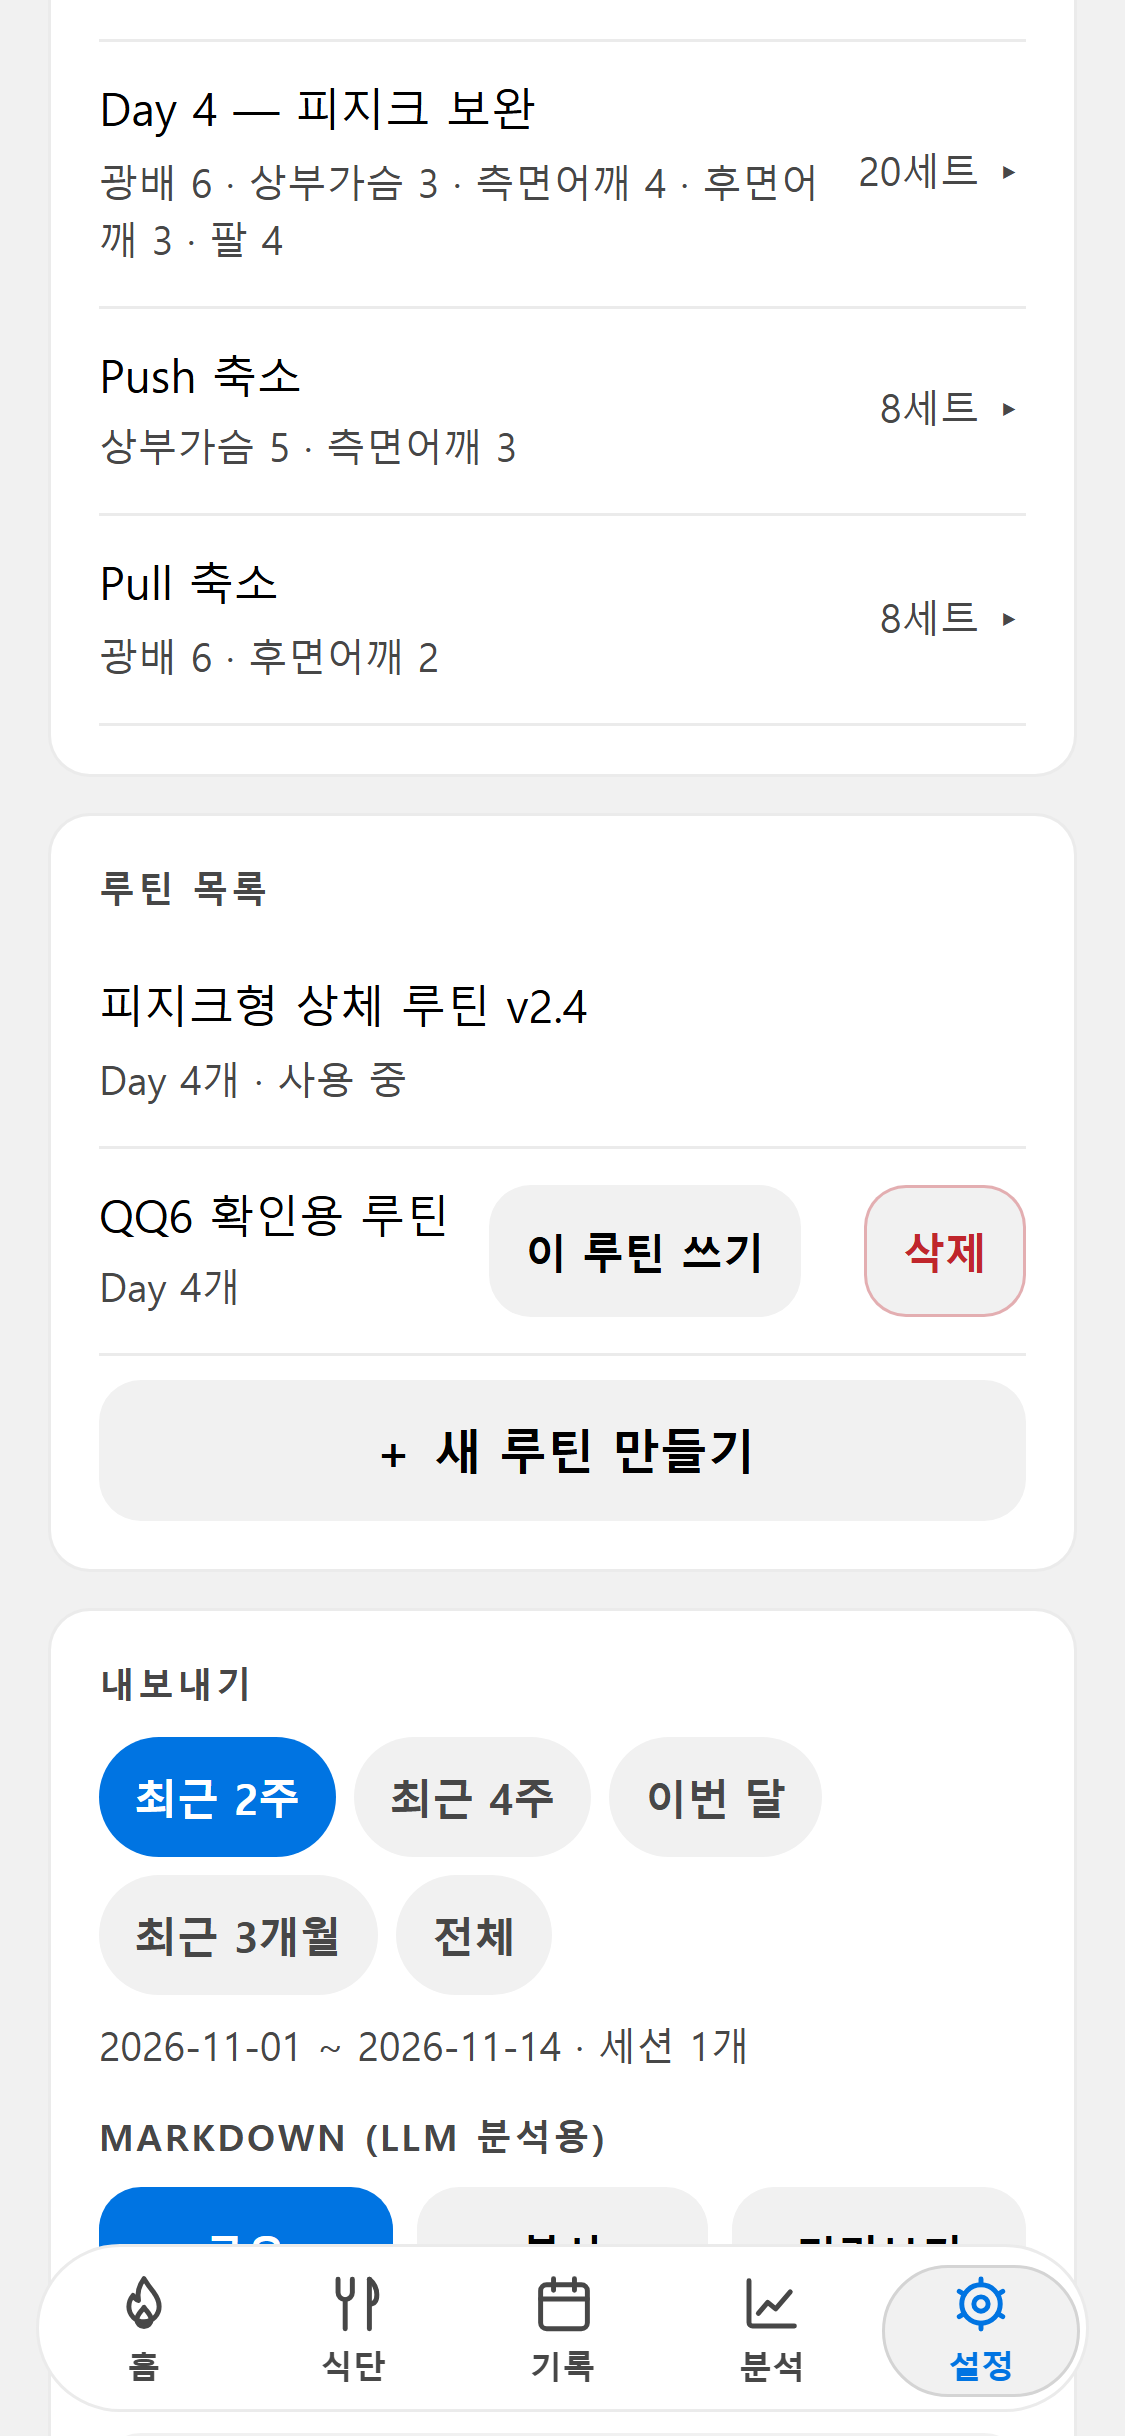 Day 4 — 피지크 보완
광배 6 · 상부가슴 3 · 측면어깨 4 · 후면어
깨 3 · 팔 4
20세트 ▸
Push 축소
상부가슴 5 · 측면어깨 3
8세트 ▸
Pull 축소
광배 6 · 후면어깨 2
8세트 ▸
루틴 목록
피지크형 상체 루틴 v2.4
Day 4개 · 사용 중
QQ6 확인용 루틴
Day 4개
이 루틴 쓰기
삭제
+ 새 루틴 만들기
내보내기
최근 2주
최근 4주
이번 달
최근 3개월
전체
2026-11-01 ~ 2026-11-14 · 세션 1개
MARKDOWN (LLM 분석용)
홈
식단
기록
분석
설정